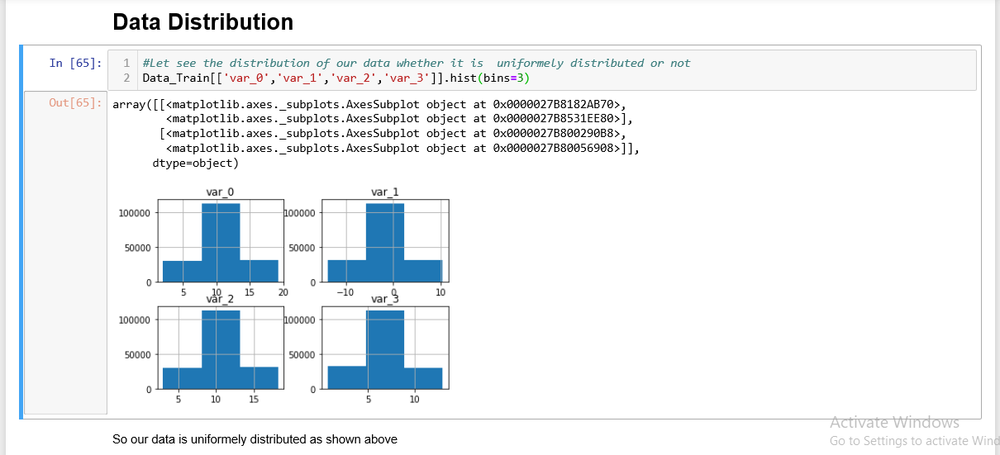 Data Distribution
In [65]:
1 #Let see the distribution of our data whether it is  uniformely distributed or not
2 Data_Train[['var_0','var_1','var_2','var_3']].hist(bins=3)
Out[65]: array([[<matplotlib.axes._subplots.AxesSubplot object at 0x0000027B8182AB70>,
<matplotlib.axes._subplots.AxesSubplot object at 0x0000027B8531EE80>],
[<matplotlib.axes._subplots.AxesSubplot object at 0x0000027B800290B8>,
<matplotlib.axes._subplots.AxesSubplot object at 0x0000027B80056908>]],
dtype=object)
var_0
100000
50000
0
5 10 15 20
var_1
100000
50000
0
−10 0 10
var_2
100000
50000
0
5 10 15
var_3
100000
50000
0
5 10
So our data is uniformely distributed as shown above
Activate Windows
Go to Settings to activate Wind